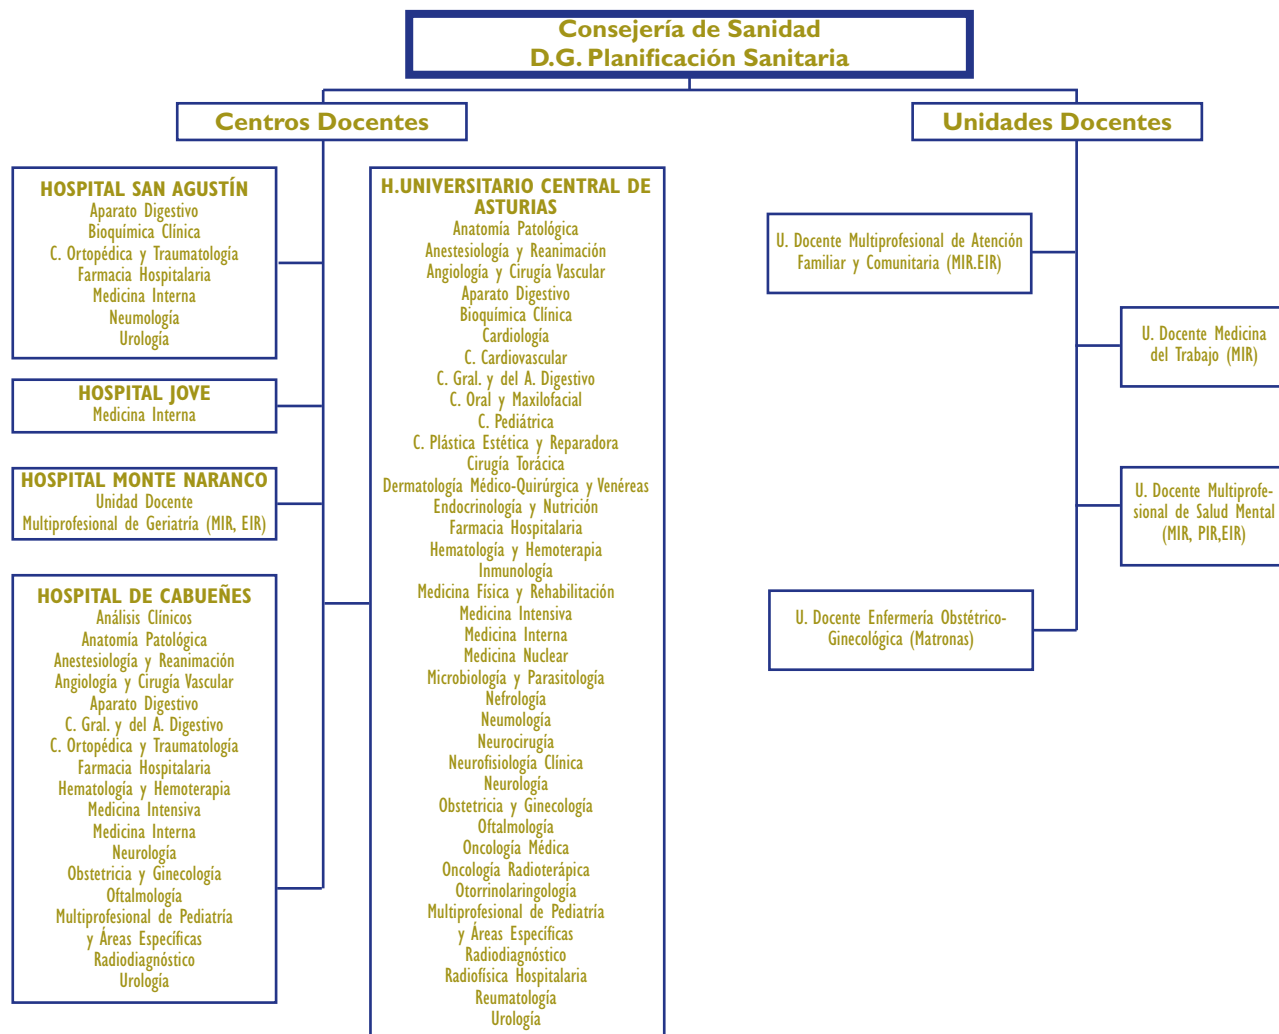 Consejería de Sanidad
D.G. Planificación Sanitaria
Centros Docentes
Unidades Docentes
HOSPITAL SAN AGUSTÍN
Aparato Digestivo
Bioquímica Clínica
C. Ortopédica y Traumatología
Farmacia Hospitalaria
Medicina Interna
Neumología
Urología
HOSPITAL JOVE
Medicina Interna
HOSPITAL MONTE NARANCO
Unidad Docente
Multiprofesional de Geriatría (MIR, EIR)
HOSPITAL DE CABUEÑES
Análisis Clínicos
Anatomía Patológica
Anestesiología y Reanimación
Angiología y Cirugía Vascular
Aparato Digestivo
C. Gral. y del A. Digestivo
C. Ortopédica y Traumatología
Farmacia Hospitalaria
Hematología y Hemoterapia
Medicina Intensiva
Medicina Interna
Neurología
Obstetricia y Ginecología
Oftalmología
Multiprofesional de Pediatría
y Áreas Específicas
Radiodiagnóstico
Urología
H.UNIVERSITARIO CENTRAL DE
ASTURIAS
Anatomía Patológica
Anestesiología y Reanimación
Angiología y Cirugía Vascular
Aparato Digestivo
Bioquímica Clínica
Cardiología
C. Cardiovascular
C. Gral. y del A. Digestivo
C. Oral y Maxilofacial
C. Pediátrica
C. Plástica Estética y Reparadora
Cirugía Torácica
Dermatología Médico-Quirúrgica y Venéreas
Endocrinología y Nutrición
Farmacia Hospitalaria
Hematología y Hemoterapia
Inmunología
Medicina Física y Rehabilitación
Medicina Intensiva
Medicina Interna
Medicina Nuclear
Microbiología y Parasitología
Nefrología
Neumología
Neurocirugía
Neurofisiología Clínica
Neurología
Obstetricia y Ginecología
Oftalmología
Oncología Médica
Oncología Radioterápica
Otorrinolaringología
Multiprofesional de Pediatría
y Áreas Específicas
Radiodiagnóstico
Radiofísica Hospitalaria
Reumatología
Urología
U. Docente Multiprofesional de Atención
Familiar y Comunitaria (MIR.EIR)
U. Docente Medicina
del Trabajo (MIR)
U. Docente Multiprofe-
sional de Salud Mental
(MIR, PIR,EIR)
U. Docente Enfermería Obstétrico-
Ginecológica (Matronas)